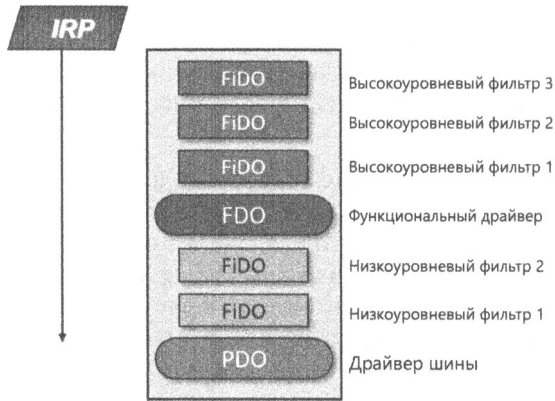 IRP
FiDO Высокоуровневый фильтр 3
FiDO Высокоуровневый фильтр 2
FiDO Высокоуровневый фильтр 1
FDO Функциональный драйвер
FiDO Низкоуровневый фильтр 2
FiDO Низкоуровневый фильтр 1
PDO Драйвер шины